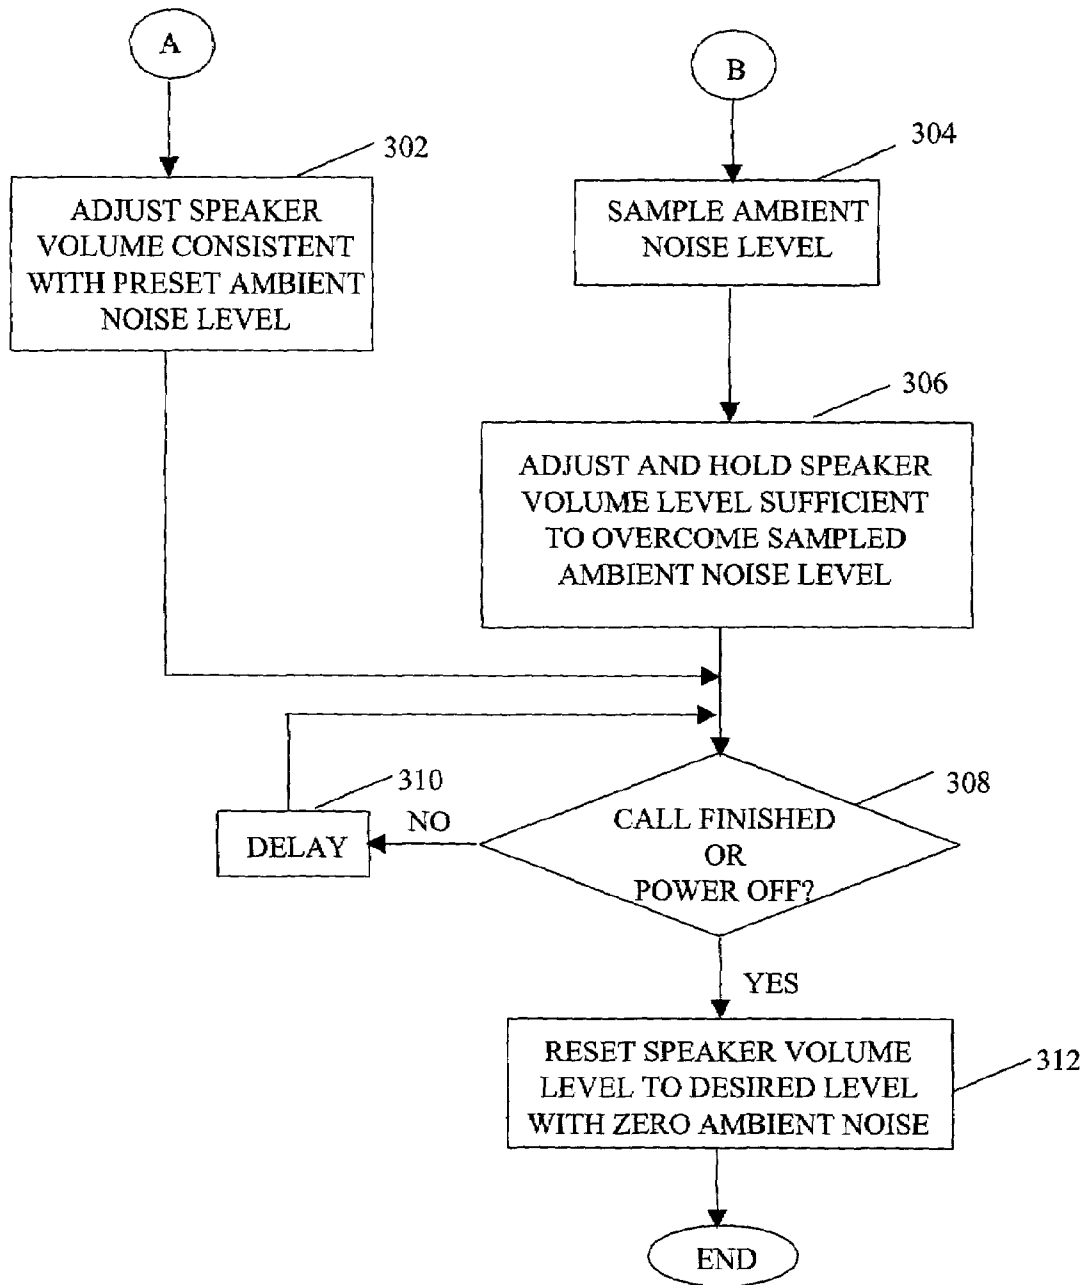 A
B
302
304
ADJUST SPEAKER
VOLUME CONSISTENT
WITH PRESET AMBIENT
NOISE LEVEL
SAMPLE AMBIENT
NOISE LEVEL
306
ADJUST AND HOLD SPEAKER
VOLUME LEVEL SUFFICIENT
TO OVERCOME SAMPLED
AMBIENT NOISE LEVEL
310
308
DELAY
NO
CALL FINISHED
OR
POWER OFF?
YES
RESET SPEAKER VOLUME
LEVEL TO DESIRED LEVEL
WITH ZERO AMBIENT NOISE
312
END